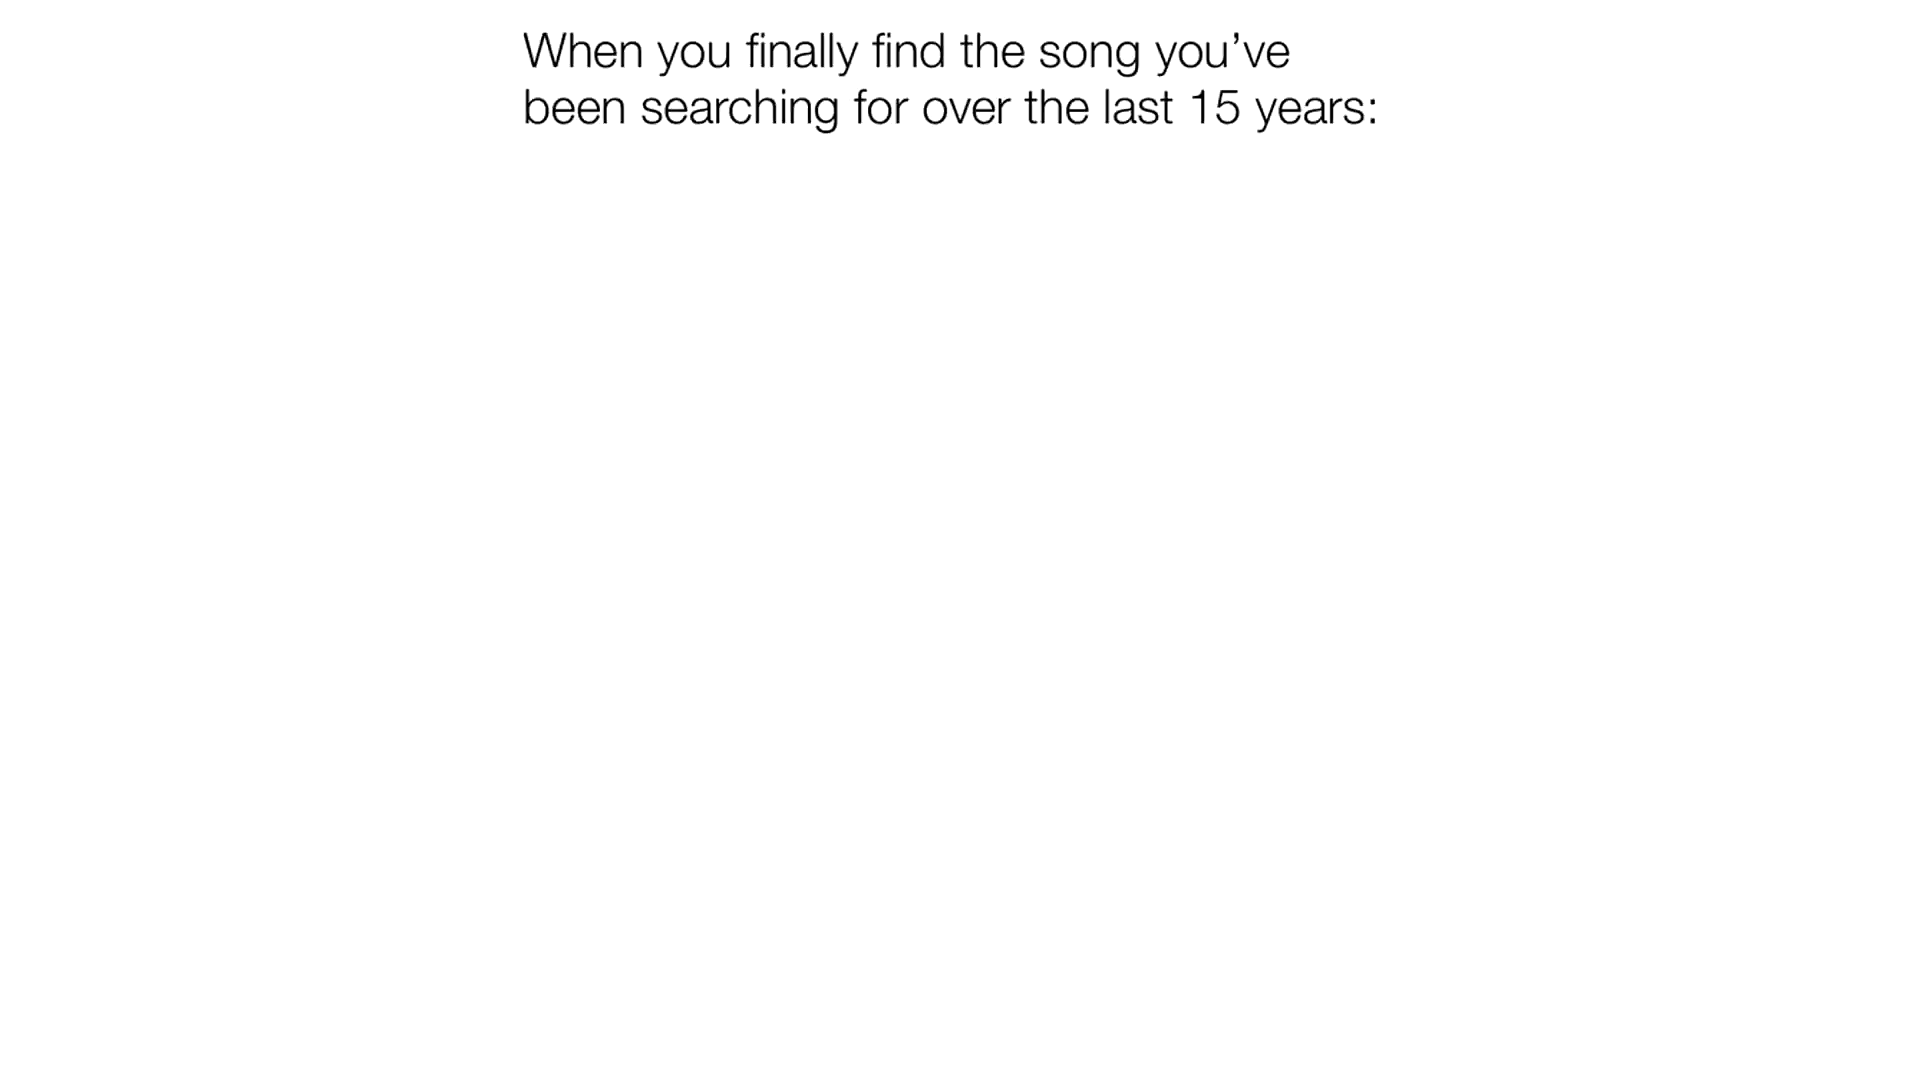 When you finally find the song you’ve
been searching for over the last 15 years: